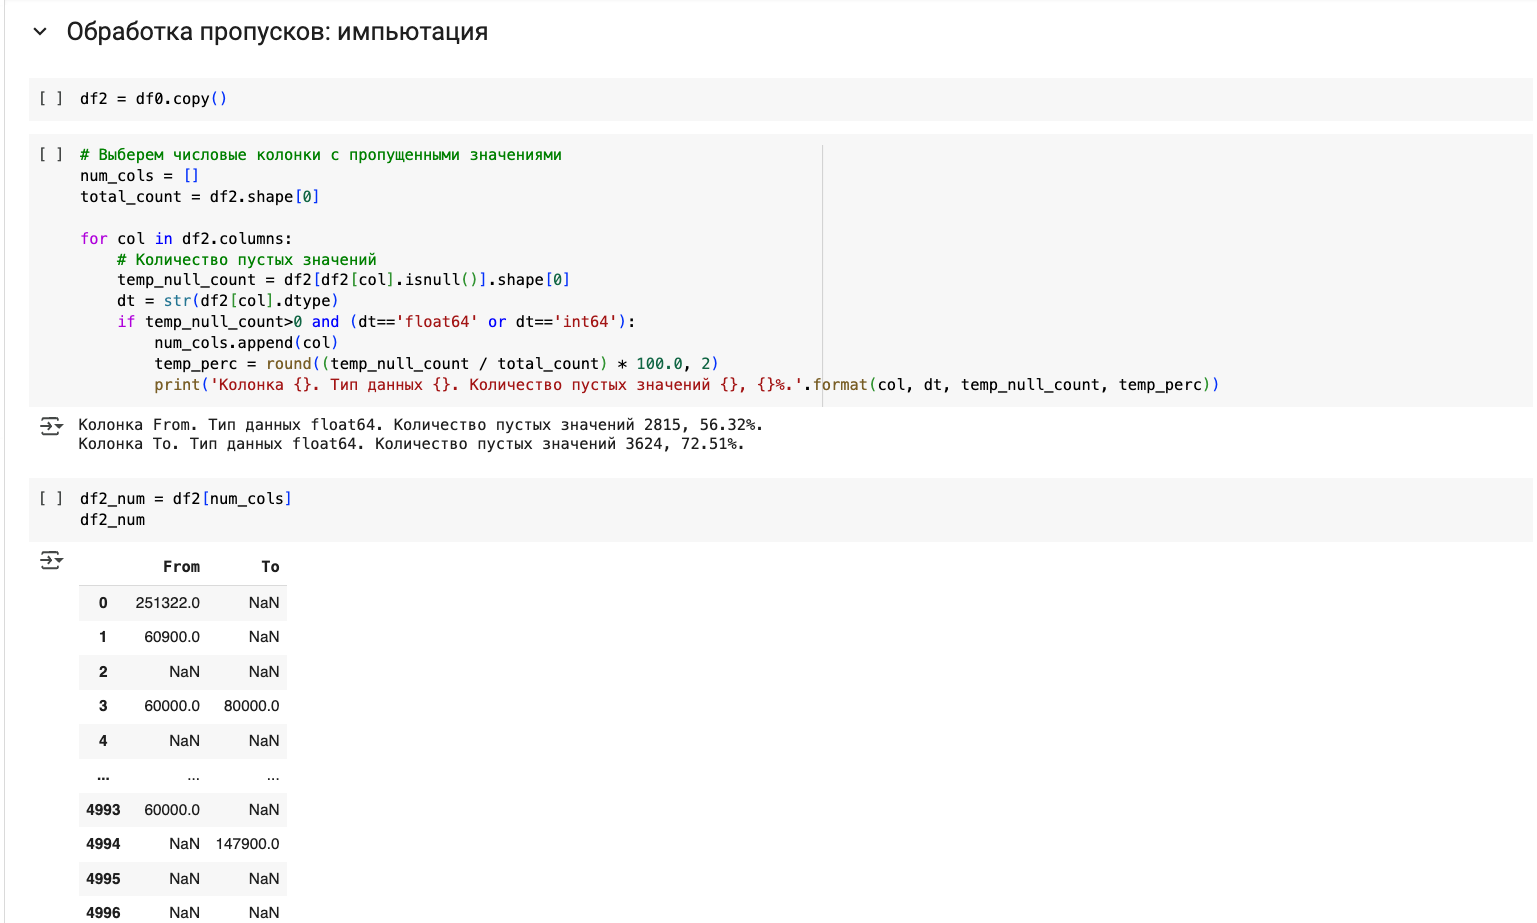 Обработка пропусков: импьютация
[ ] df2 = df0.copy()
[ ] # Выберем числовые колонки с пропущенными значениями
num_cols = []
total_count = df2.shape[0]
for col in df2.columns:
# Количество пустых значений
temp_null_count = df2[df2[col].isnull()].shape[0]
dt = str(df2[col].dtype)
if temp_null_count>0 and (dt=='float64' or dt=='int64'):
num_cols.append(col)
temp_perc = round((temp_null_count / total_count) * 100.0, 2)
print('Колонка {}. Тип данных {}. Количество пустых значений {}, {}%.'.format(col, dt, temp_null_count, temp_perc))
Колонка From. Тип данных float64. Количество пустых значений 2815, 56.32%.
Колонка To. Тип данных float64. Количество пустых значений 3624, 72.51%.
[ ] df2_num = df2[num_cols]
df2_num
From To
0 251322.0 NaN
1 60900.0 NaN
2 NaN NaN
3 60000.0 80000.0
4 NaN NaN
... ... ...
4993 60000.0 NaN
4994 NaN 147900.0
4995 NaN NaN
4996 NaN NaN